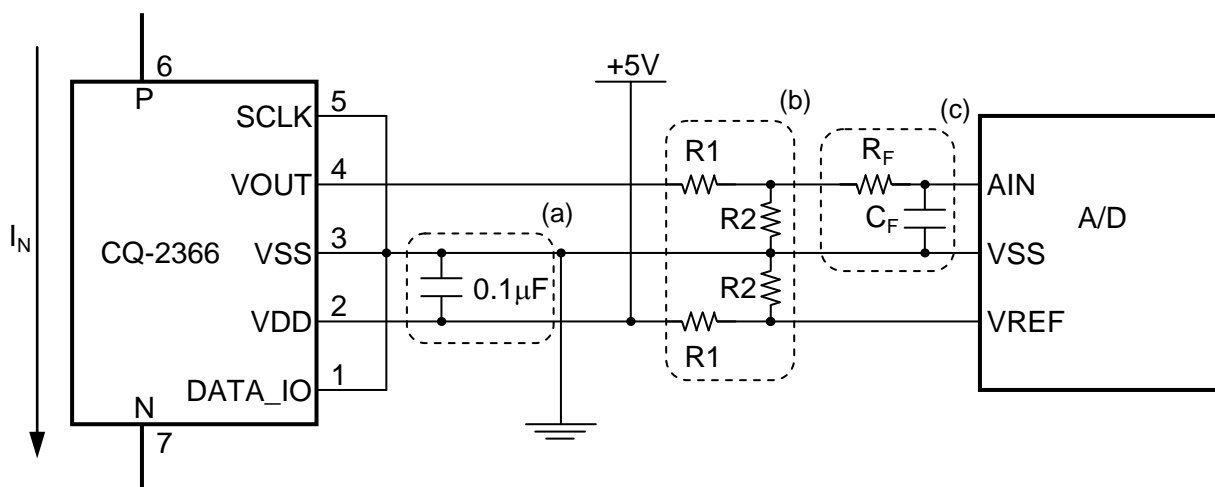 6
P
+5V
(b)
(c)
SCLK
5
R1
RF
VOUT
4
AIN
(a)
R2
CF
A/D
IN
CQ-2366
VSS
3
VSS
0.1μF
R2
VDD
2
VREF
R1
DATA_IO
1
N
7